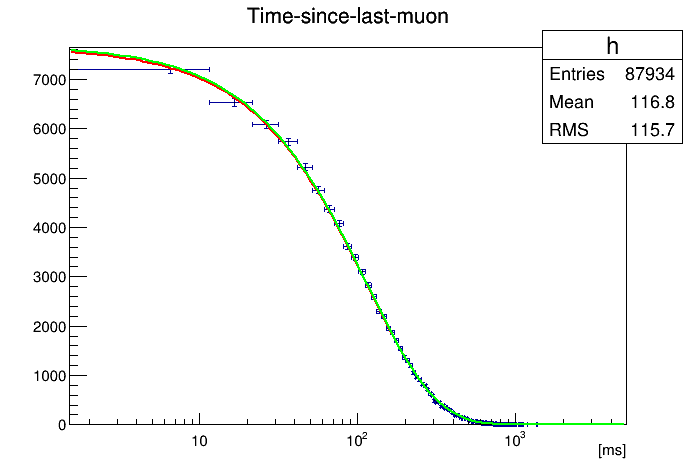 Time-since-last-muon
h
Entries 87934
Mean 116.8
RMS 115.7
7000
6000
5000
4000
3000
2000
1000
0
10 10² 10³
[ms]